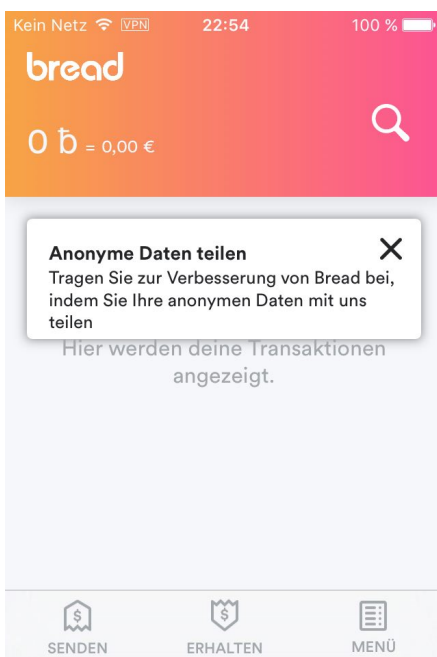 Kein Netz VPN 22:54 100 %
bread
0 ƀ = 0,00 €
Anonyme Daten teilen
Tragen Sie zur Verbesserung von Bread bei,
indem Sie Ihre anonymen Daten mit uns
teilen
Hier werden deine Transaktionen
angezeigt.
SENDEN ERHALTEN MENÜ